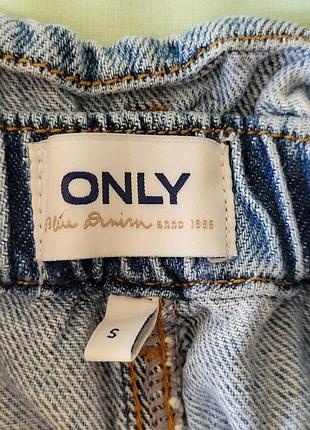 ONLY
Blue Denim anno 1995
S